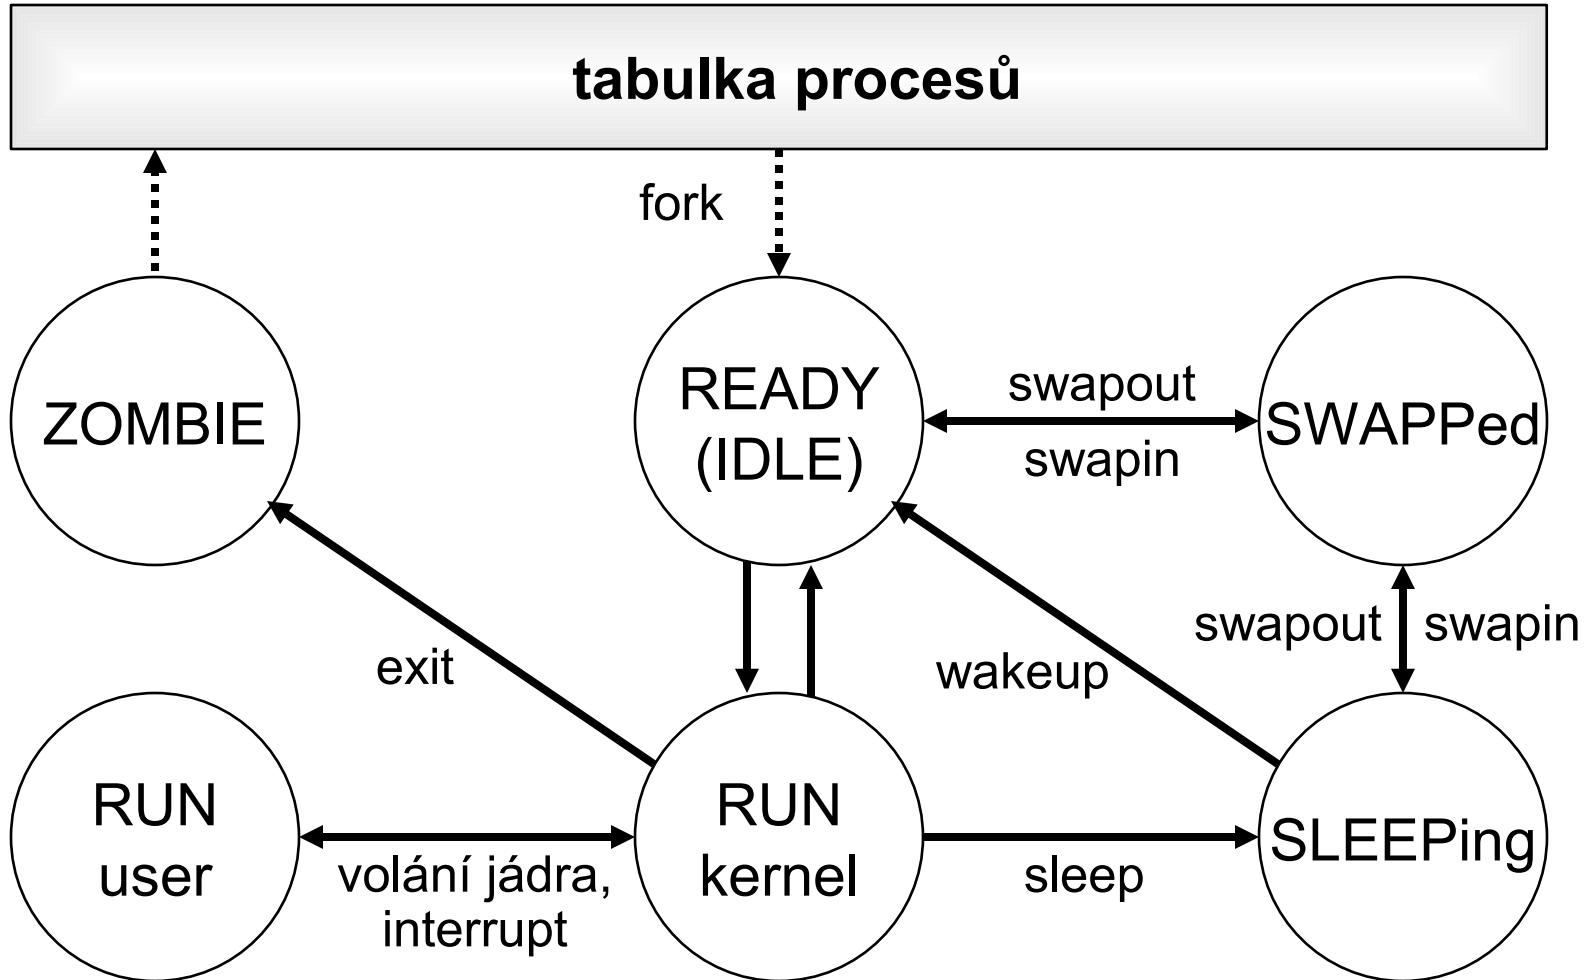 tabulka procesů
fork
ZOMBIE
READY
(IDLE)
swapout
swapin
SWAPPed
exit
wakeup
swapout
swapin
RUN
user
volání jádra,
interrupt
RUN
kernel
sleep
SLEEPing